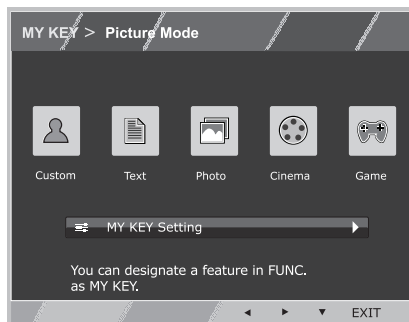 MY KEY > Picture Mode
Custom Text Photo Cinema Game
MY KEY Setting
You can designate a feature in FUNC.
as MY KEY.
EXIT